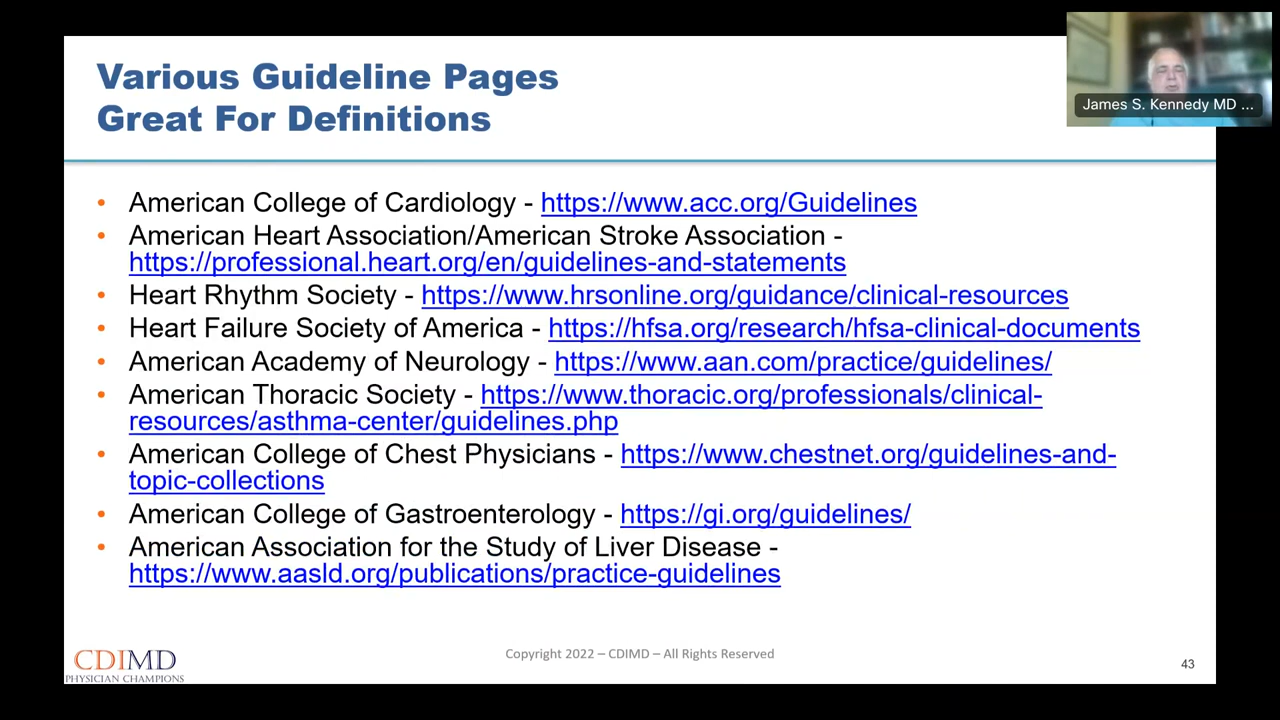 Various Guideline Pages
Great For Definitions
James S. Kennedy MD ...
• American College of Cardiology - https://www.acc.org/Guidelines
• American Heart Association/American Stroke Association -
https://professional.heart.org/en/guidelines-and-statements
• Heart Rhythm Society - https://www.hrsonline.org/guidance/clinical-resources
• Heart Failure Society of America - https://hfsa.org/research/hfsa-clinical-documents
• American Academy of Neurology - https://www.aan.com/practice/guidelines/
• American Thoracic Society - https://www.thoracic.org/professionals/clinical-
resources/asthma-center/guidelines.php
• American College of Chest Physicians - https://www.chestnet.org/guidelines-and-
topic-collections
• American College of Gastroenterology - https://gi.org/guidelines/
• American Association for the Study of Liver Disease -
https://www.aasld.org/publications/practice-guidelines
CDIMD
PHYSICIAN CHAMPIONS
Copyright 2022 – CDIMD – All Rights Reserved
43